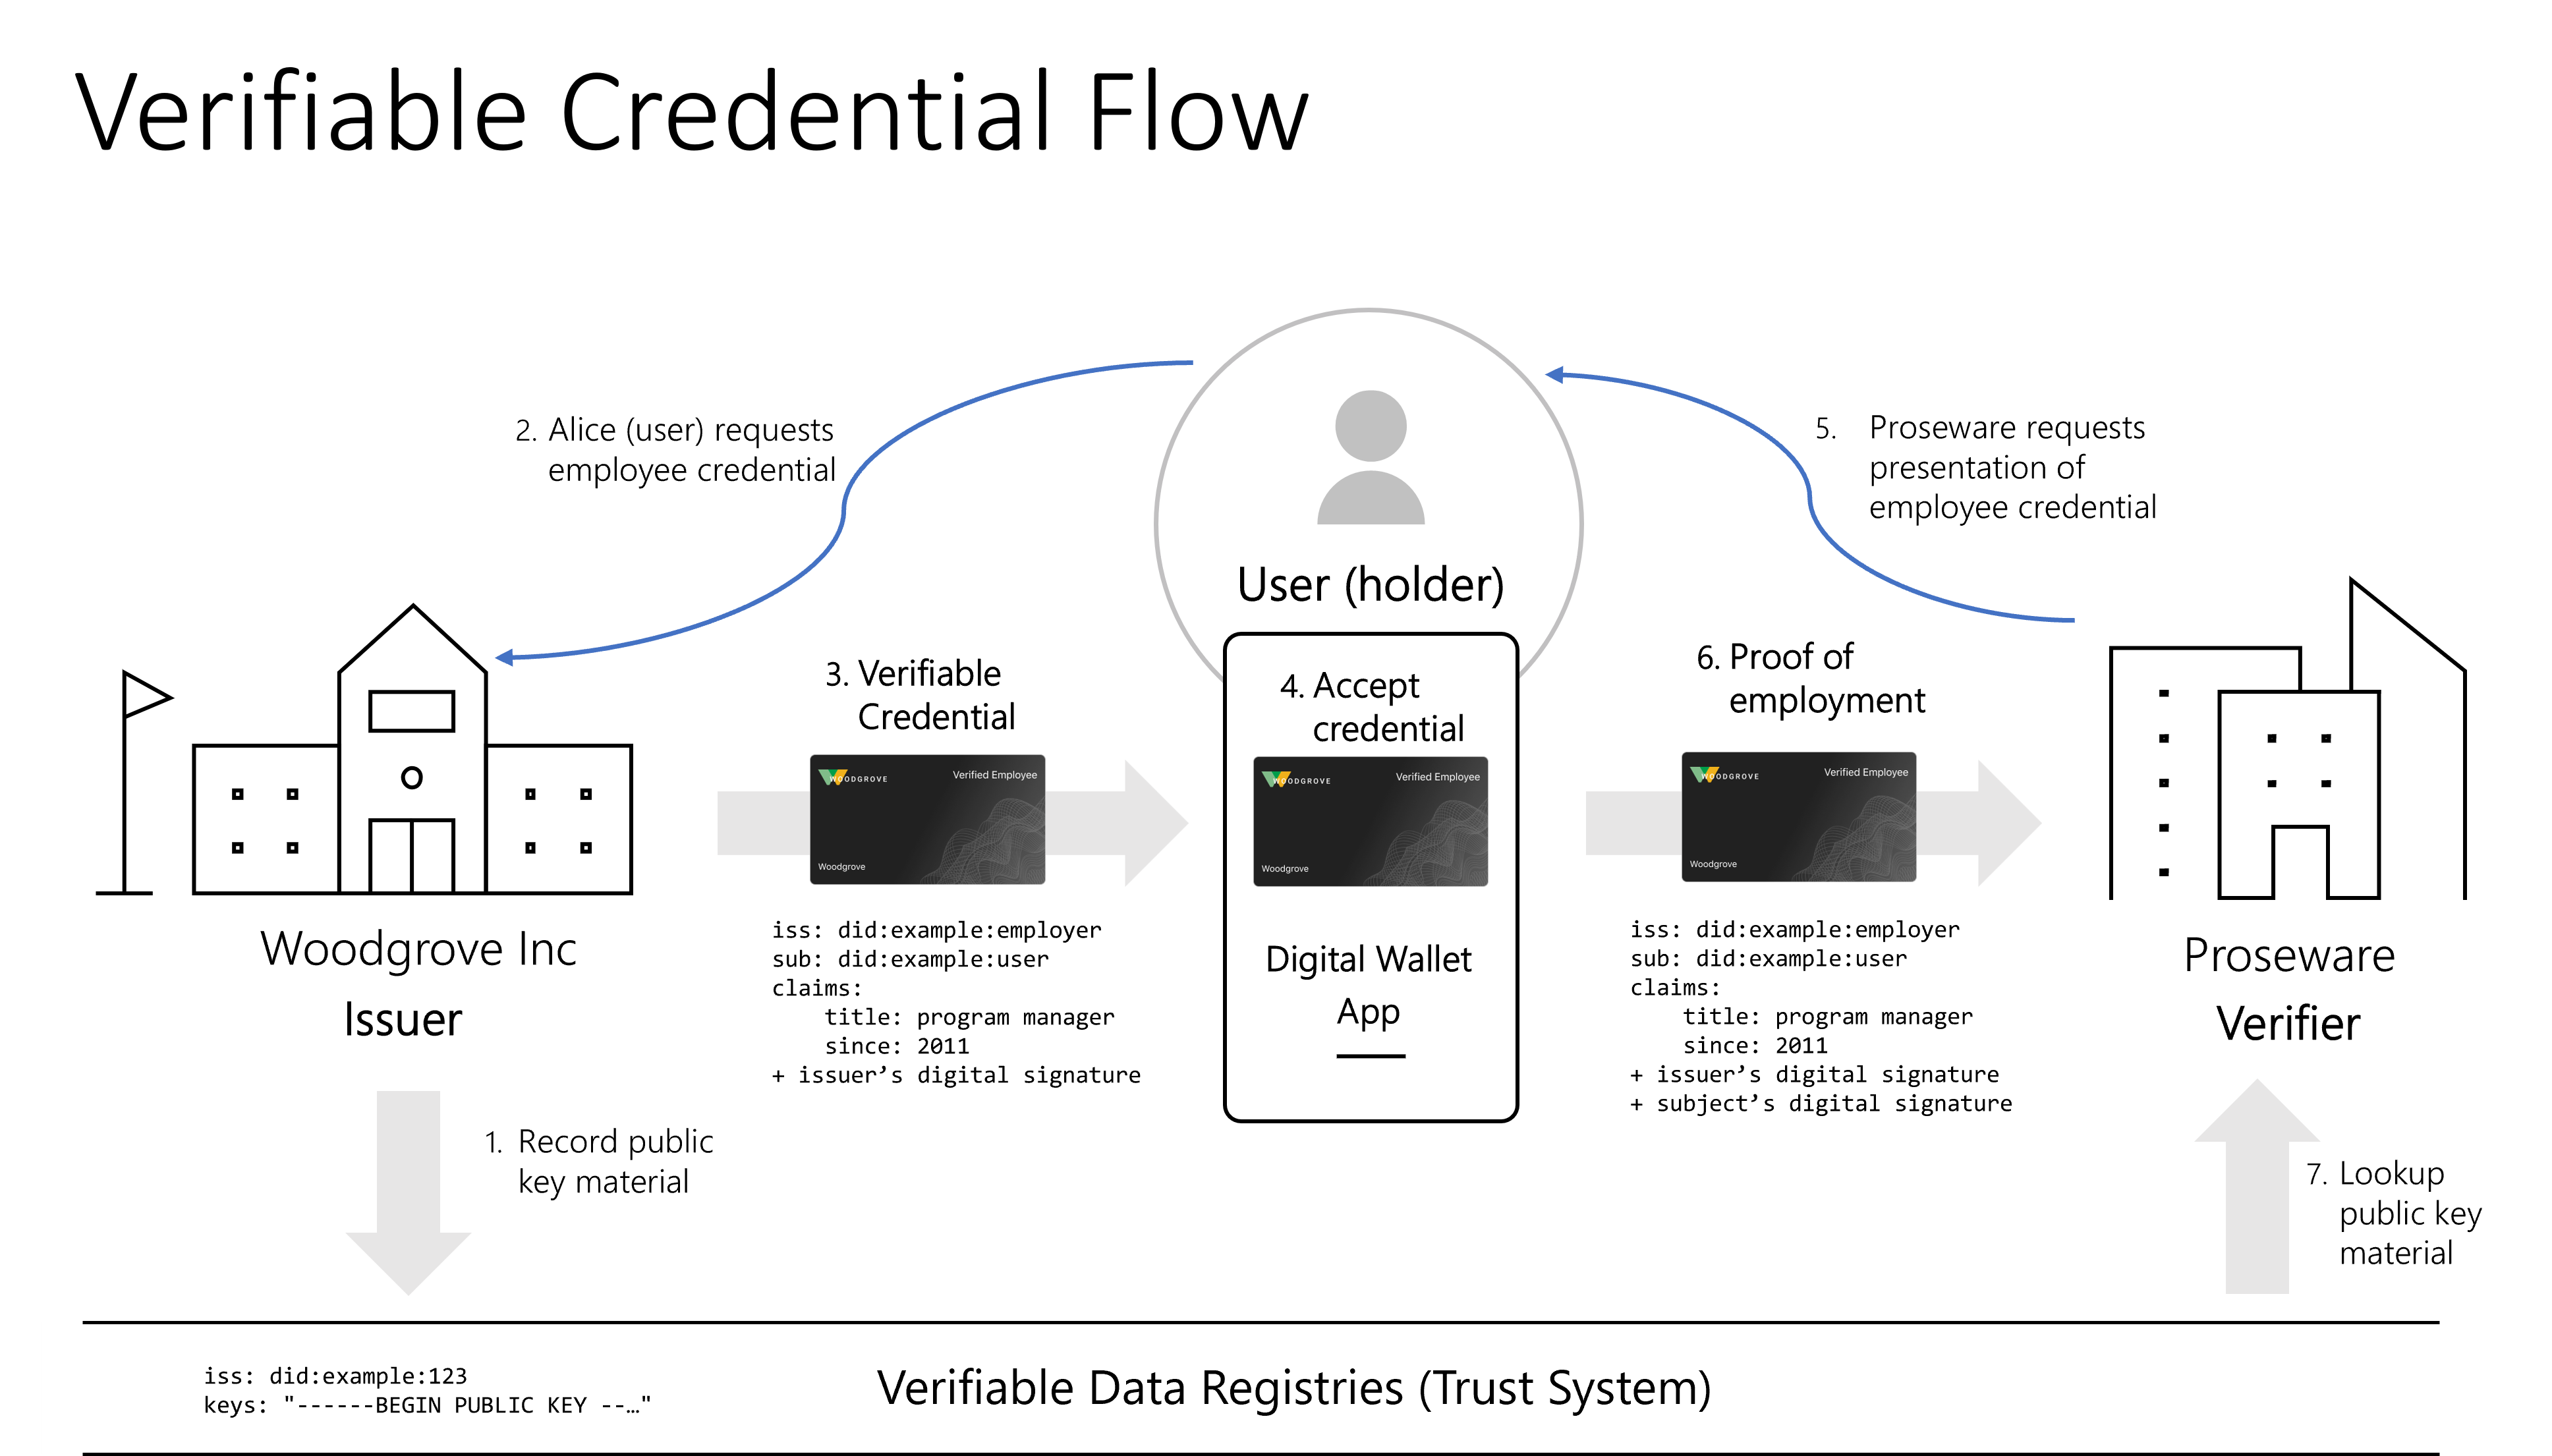 Verifiable Credential Flow
2. Alice (user) requests
employee credential
5. Proseware requests
presentation of
employee credential
User (holder)
3. Verifiable
Credential
4. Accept
credential
6. Proof of
employment
WOODGROVE
Verified Employee
Woodgrove
WOODGROVE
Verified Employee
Woodgrove
WOODGROVE
Verified Employee
Woodgrove
Woodgrove Inc
Issuer
iss: did:example:employer
sub: did:example:user
claims:
title: program manager
since: 2011
+ issuer’s digital signature
Digital Wallet
App
iss: did:example:employer
sub: did:example:user
claims:
title: program manager
since: 2011
+ issuer’s digital signature
+ subject’s digital signature
Proseware
Verifier
1. Record public
key material
7. Lookup
public key
material
iss: did:example:123
keys: "------BEGIN PUBLIC KEY --…"
Verifiable Data Registries (Trust System)